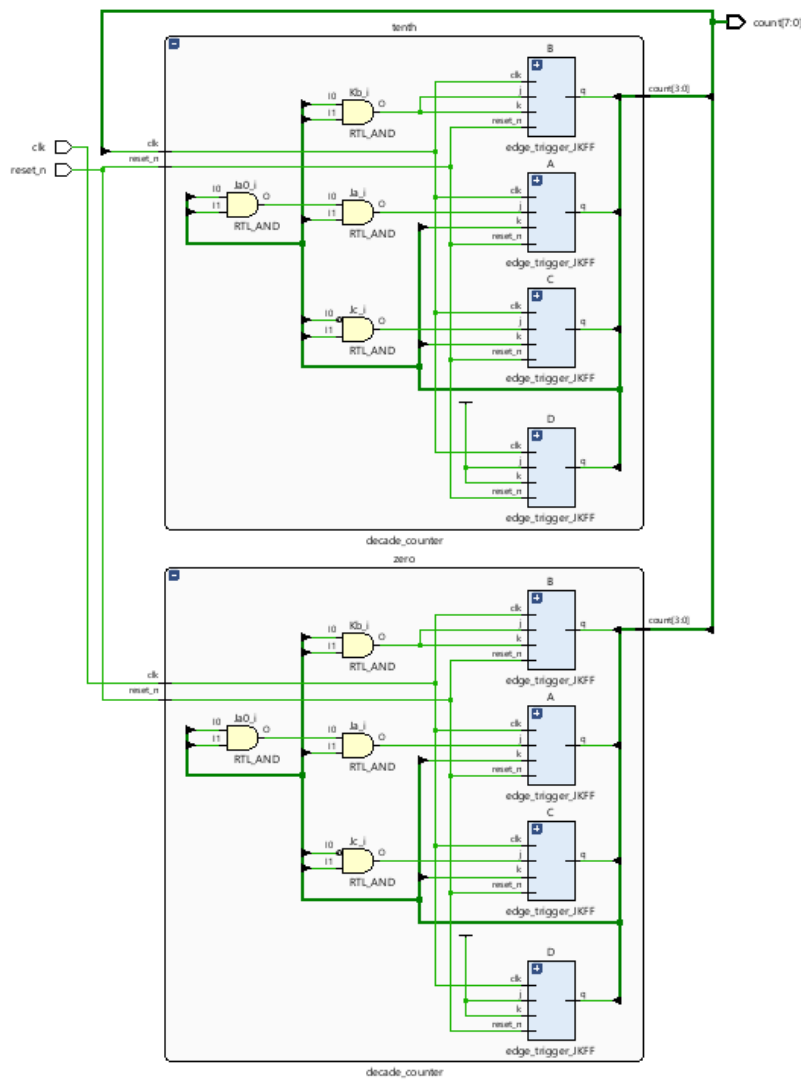 count[7:0]
tenth
B
clk
j
k
reset_n
q
edge_trigger_JKFF
count[3:0]
Kb_i
I0
I1
O
RTL_AND
clk
reset_n
clk
reset_n
A
clk
j
k
reset_n
q
edge_trigger_JKFF
Ja0_i
I0
I1
O
RTL_AND
Ja_i
I0
I1
O
RTL_AND
C
clk
j
k
reset_n
q
edge_trigger_JKFF
Jc_i
I0
I1
O
RTL_AND
D
clk
j
k
reset_n
q
edge_trigger_JKFF
decade_counter
zero
B
clk
j
k
reset_n
q
edge_trigger_JKFF
count[3:0]
Kb_i
I0
I1
O
RTL_AND
clk
reset_n
A
clk
j
k
reset_n
q
edge_trigger_JKFF
Ja0_i
I0
I1
O
RTL_AND
Ja_i
I0
I1
O
RTL_AND
C
clk
j
k
reset_n
q
edge_trigger_JKFF
Jc_i
I0
I1
O
RTL_AND
D
clk
j
k
reset_n
q
edge_trigger_JKFF
decade_counter